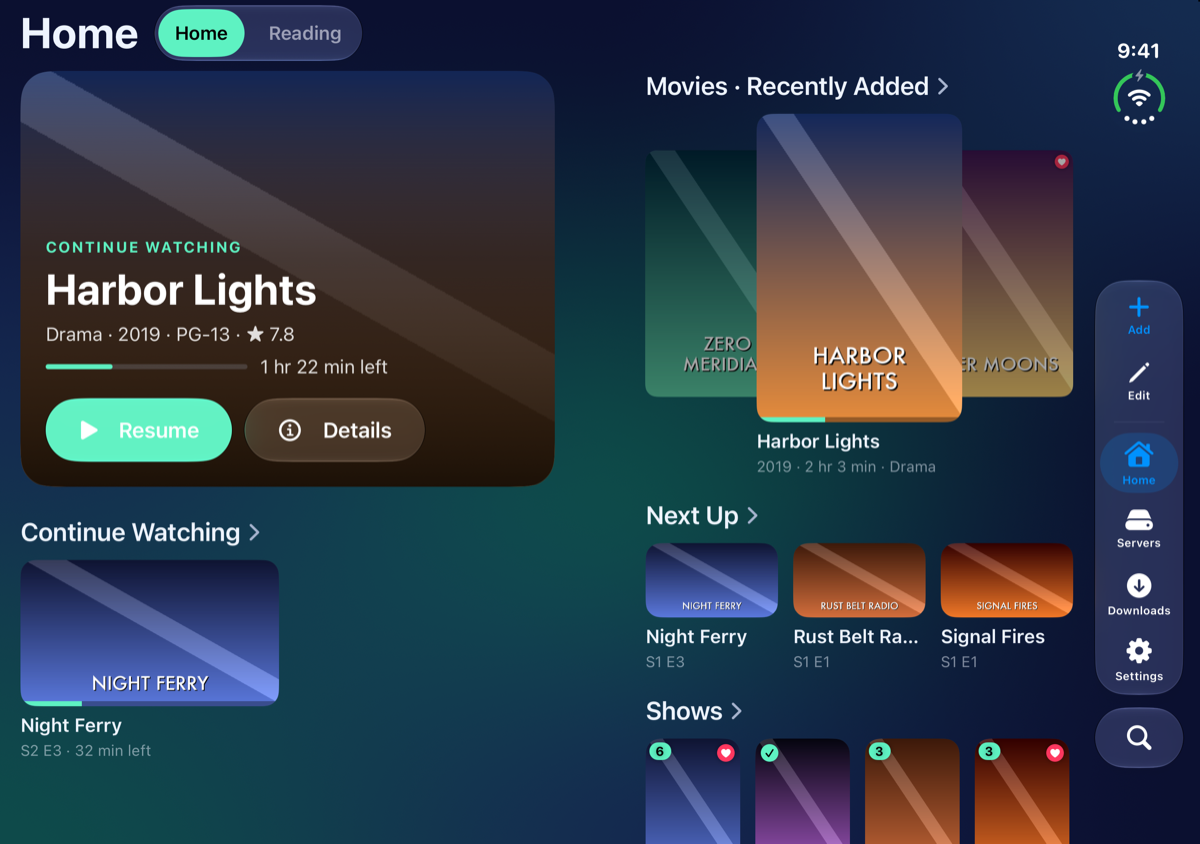 Home
Home
Reading
9:41
CONTINUE WATCHING
Harbor Lights
Drama · 2019 · PG-13 · ★ 7.8
1 hr 22 min left
Resume
Details
Continue Watching
NIGHT FERRY
Night Ferry
S2 E3 · 32 min left
Movies · Recently Added
ZERO
MERIDIA
HARBOR
LIGHTS
ER MOONS
Harbor Lights
2019 · 2 hr 3 min · Drama
Next Up
NIGHT FERRY
RUST BELT RADIO
SIGNAL FIRES
Night Ferry
Rust Belt Ra...
Signal Fires
S1 E3
S1 E1
S1 E1
Shows
6
3
3
Add
Edit
Home
Servers
Downloads
Settings